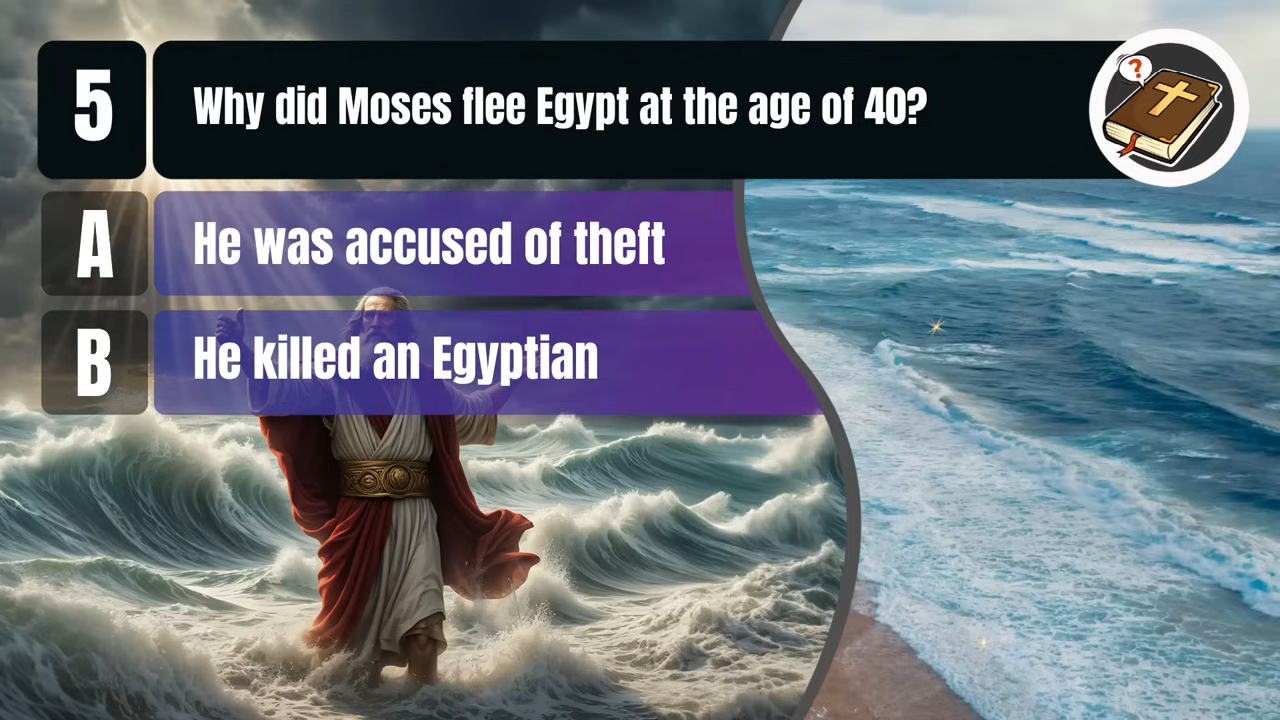 5
Why did Moses flee Egypt at the age of 40?
?
A
He was accused of theft
B
He killed an Egyptian